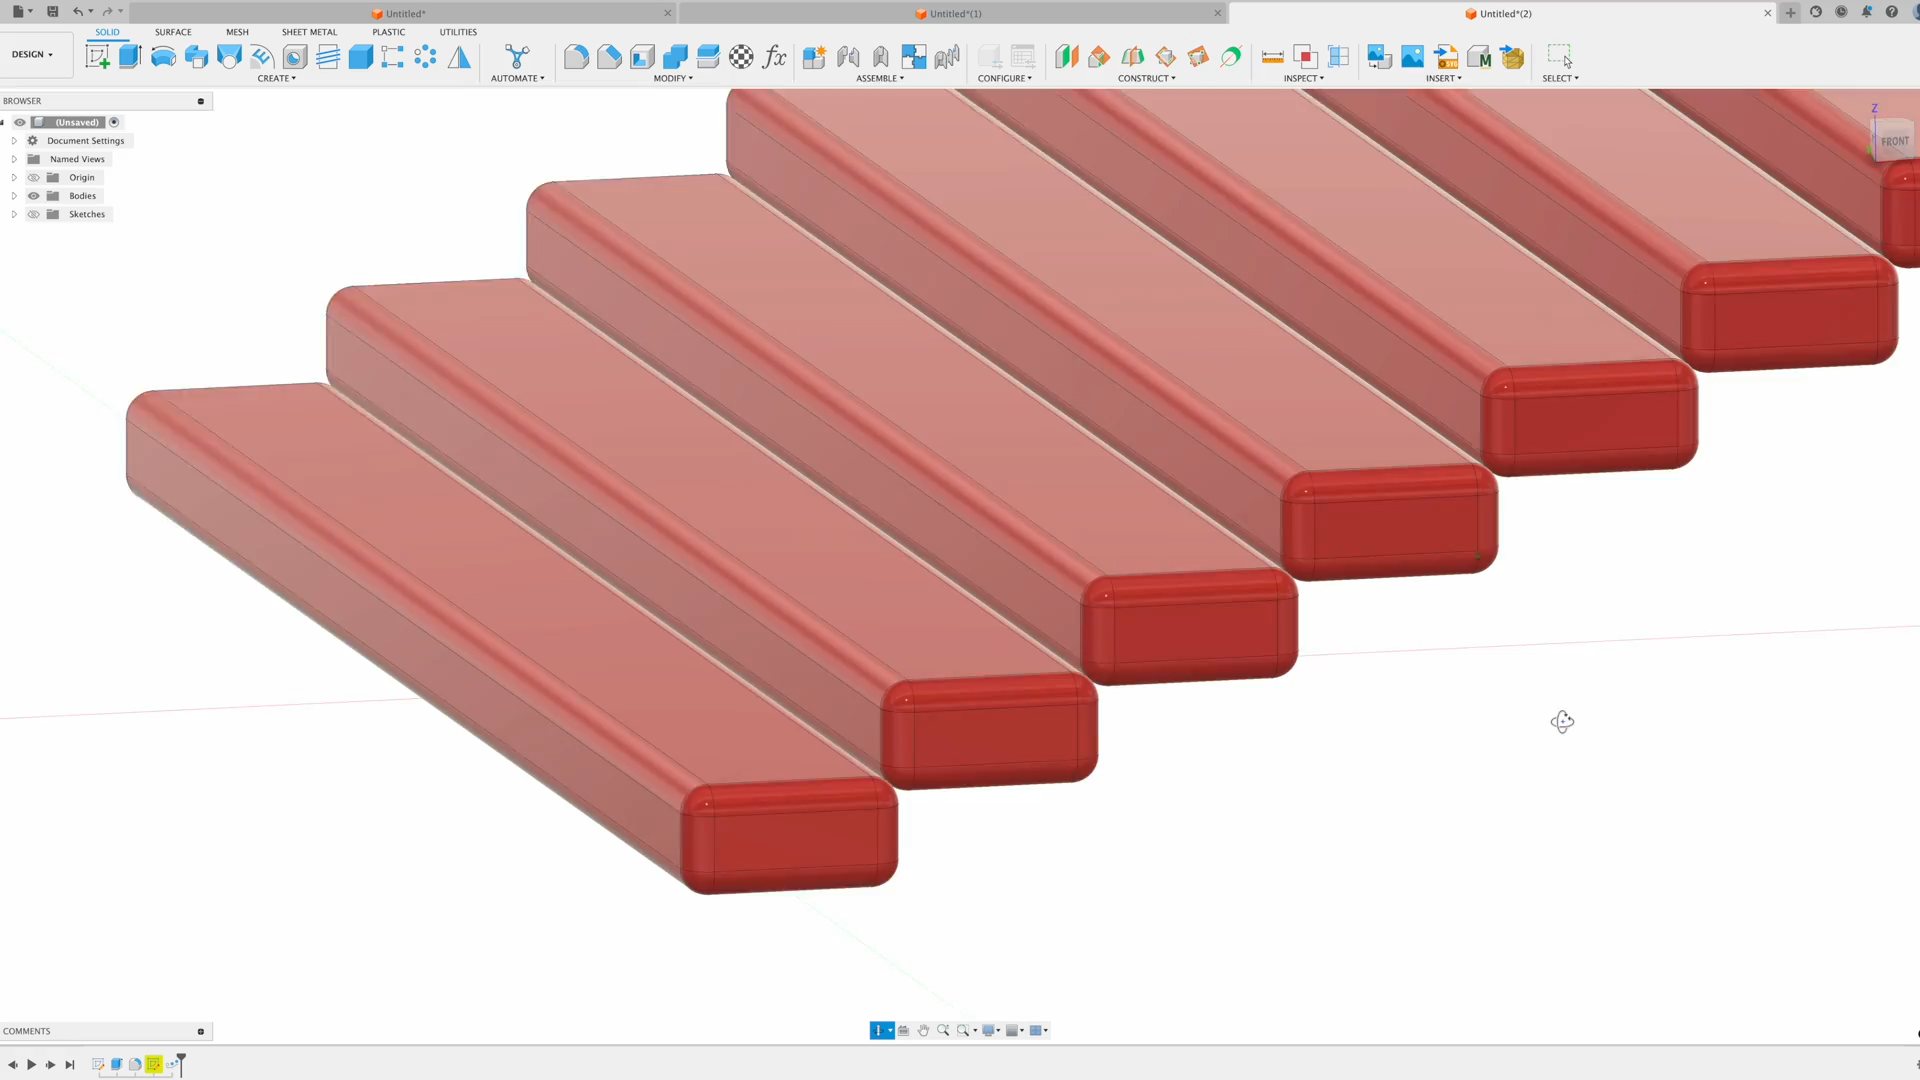 Untitled*
Untitled*(1)
Untitled*(2)
DESIGN
SOLID
SURFACE
MESH
SHEET METAL
PLASTIC
UTILITIES
fx
CREATE
AUTOMATE
MODIFY
ASSEMBLE
CONFIGURE
CONSTRUCT
INSPECT
INSERT
SELECT
BROWSER
(Unsaved)
Document Settings
Named Views
Origin
Bodies
Sketches
Z
FRONT
COMMENTS